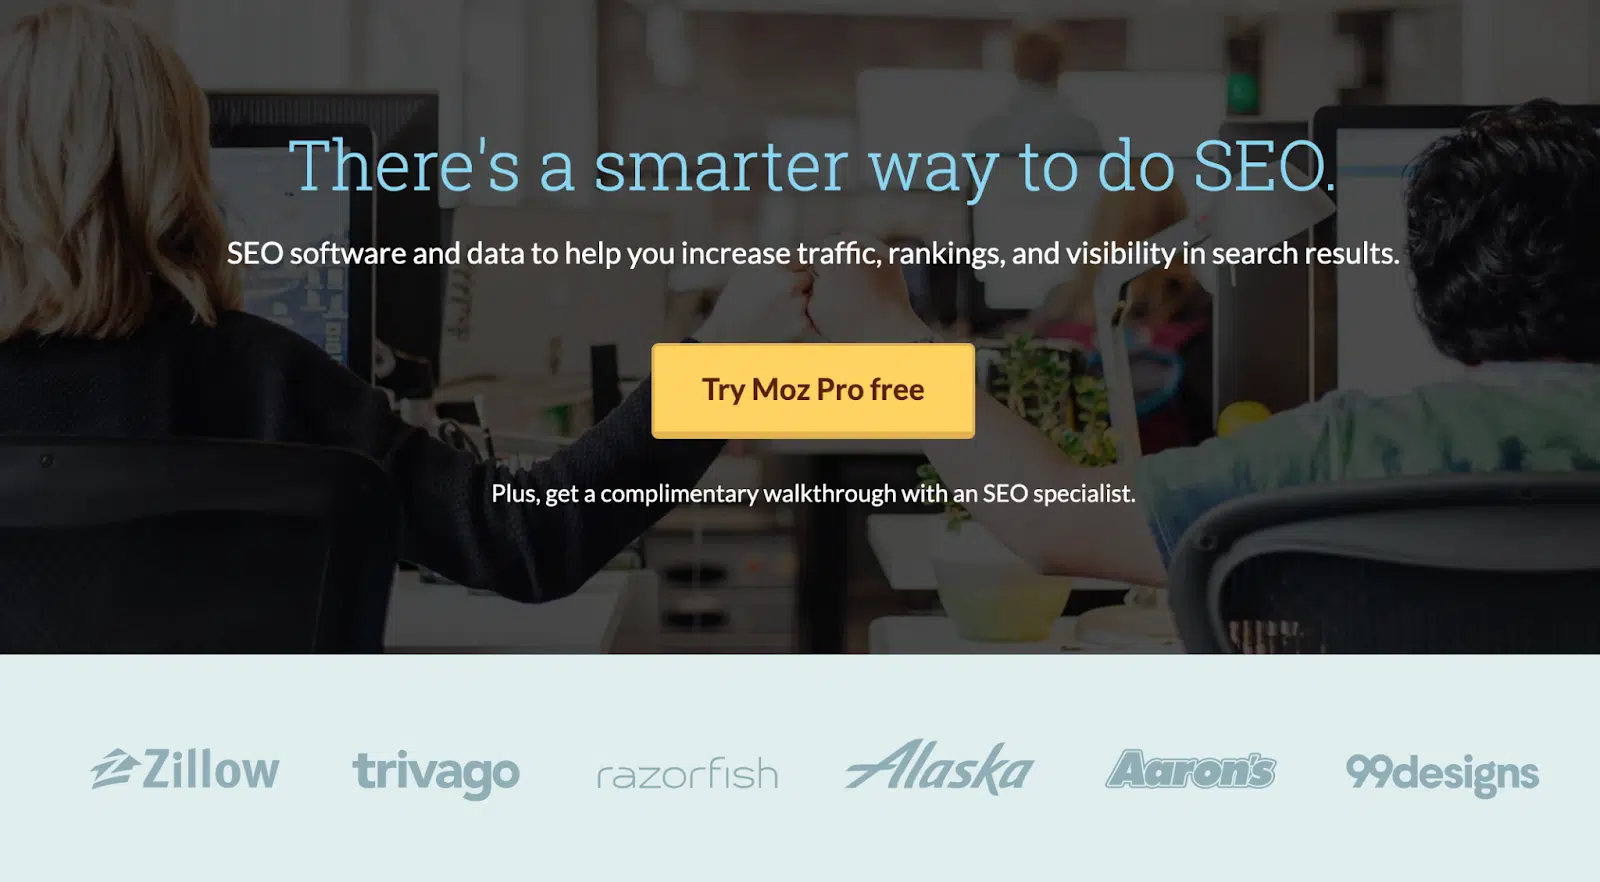 There's a smarter way to do SEO.
SEO software and data to help you increase traffic, rankings, and visibility in search results.
Try Moz Pro free
Plus, get a complimentary walkthrough with an SEO specialist.
Zillow trivago razorfish Alaska Aaron's 99designs